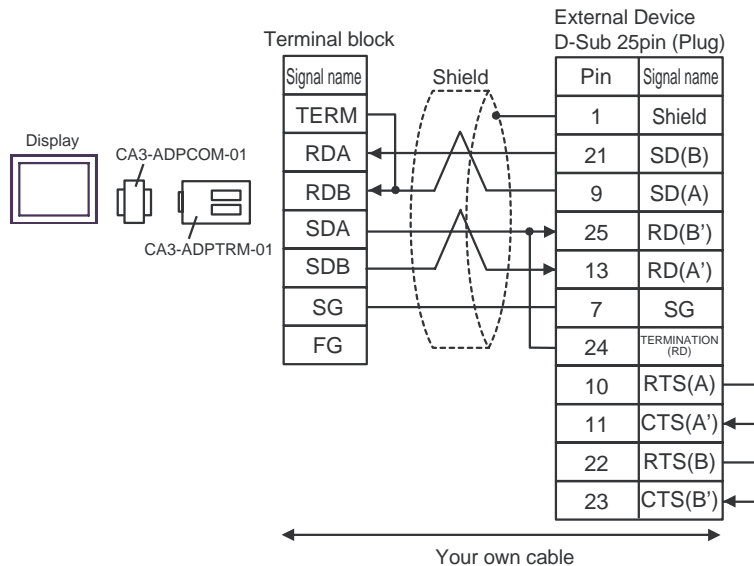 External Device
Terminal block
D-Sub 25pin (Plug)
Signal name
Shield
Pin
Signal name
TERM
1
Shield
Display
CA3-ADPCOM-01
RDA
21
SD(B)
RDB
9
SD(A)
CA3-ADPTRM-01
SDA
25
RD(B')
SDB
13
RD(A')
SG
7
SG
FG
24
TERMINATION
(RD)
10
RTS(A)
11
CTS(A')
22
RTS(B)
23
CTS(B')
Your own cable